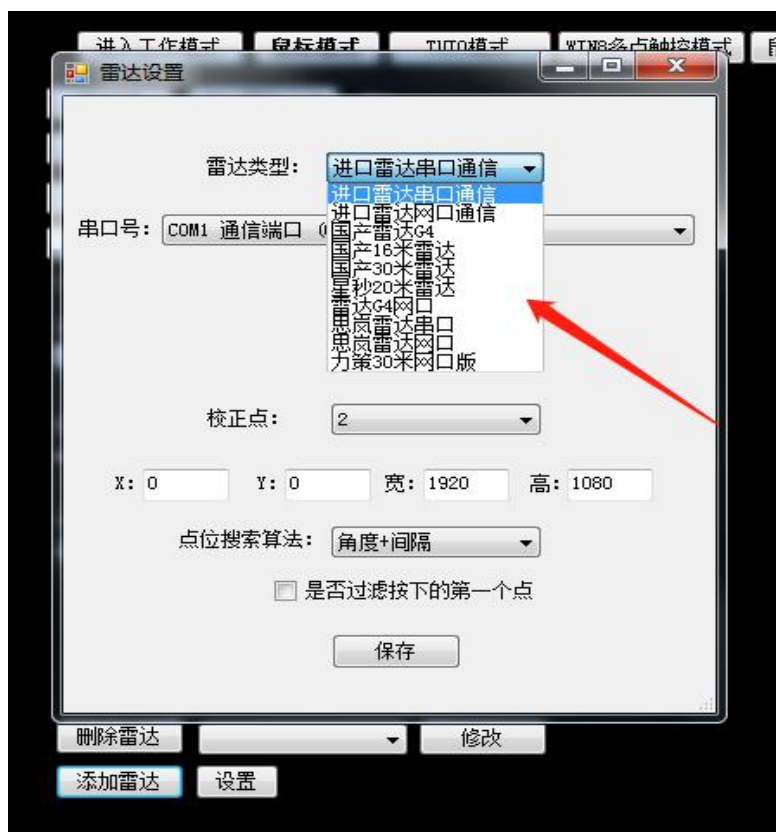 进入工作模式 鼠标模式 TUIO模式 WIN8多点触控模式
雷达设置
雷达类型: 进口雷达串口通信
进口雷达串口通信
进口雷达网口通信
串口号: COM1 通信端口
国产雷达G4
国产16米雷达
国产30米雷达
星秒20米雷达
雷达G4网口
思岚雷达串口
思岚雷达网口
力策30米网口版
校正点: 2
X: 0 Y: 0 宽: 1920 高: 1080
点位搜索算法: 角度+间隔
是否过滤按下的第一个点
保存
删除雷达 修改
添加雷达 设置